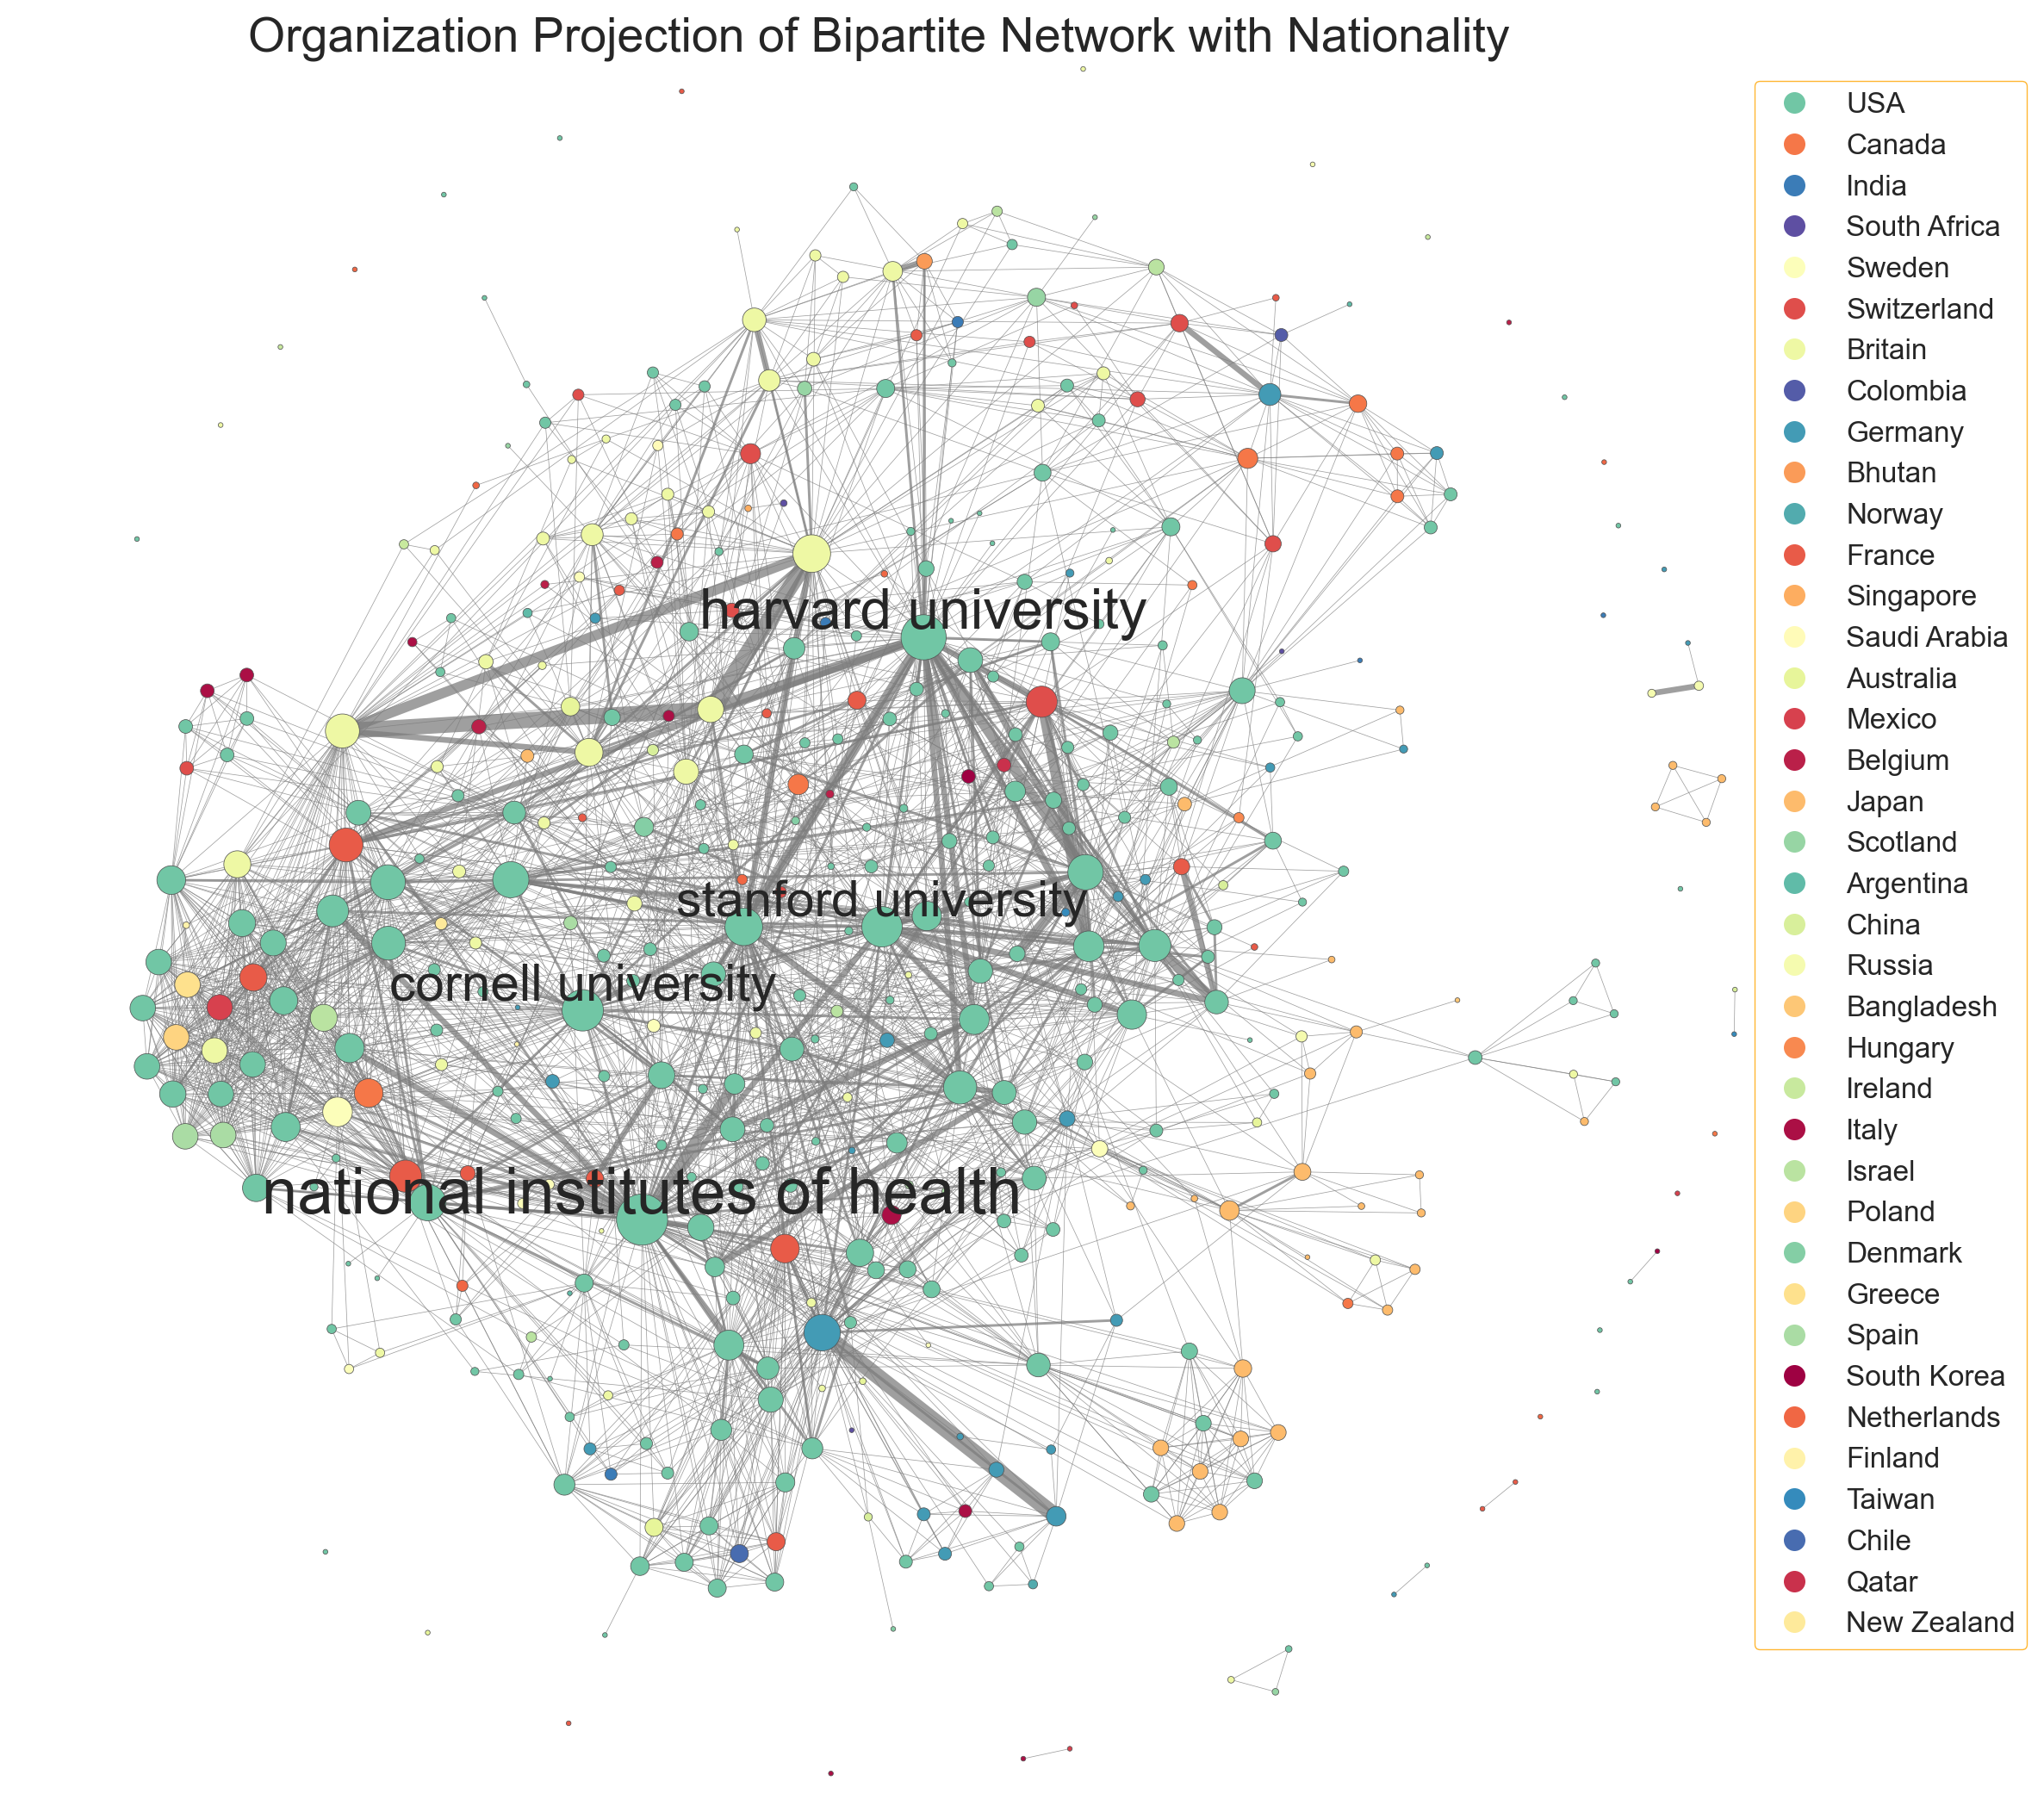 Organization Projection of Bipartite Network with Nationality
USA
Canada
India
South Africa
Sweden
Switzerland
Britain
Colombia
Germany
Bhutan
Norway
France
Singapore
Saudi Arabia
Australia
Mexico
Belgium
Japan
Scotland
Argentina
China
Russia
Bangladesh
Hungary
Ireland
Italy
Israel
Poland
Denmark
Greece
Spain
South Korea
Netherlands
Finland
Taiwan
Chile
Qatar
New Zealand
harvard university
stanford university
cornell university
national institutes of health